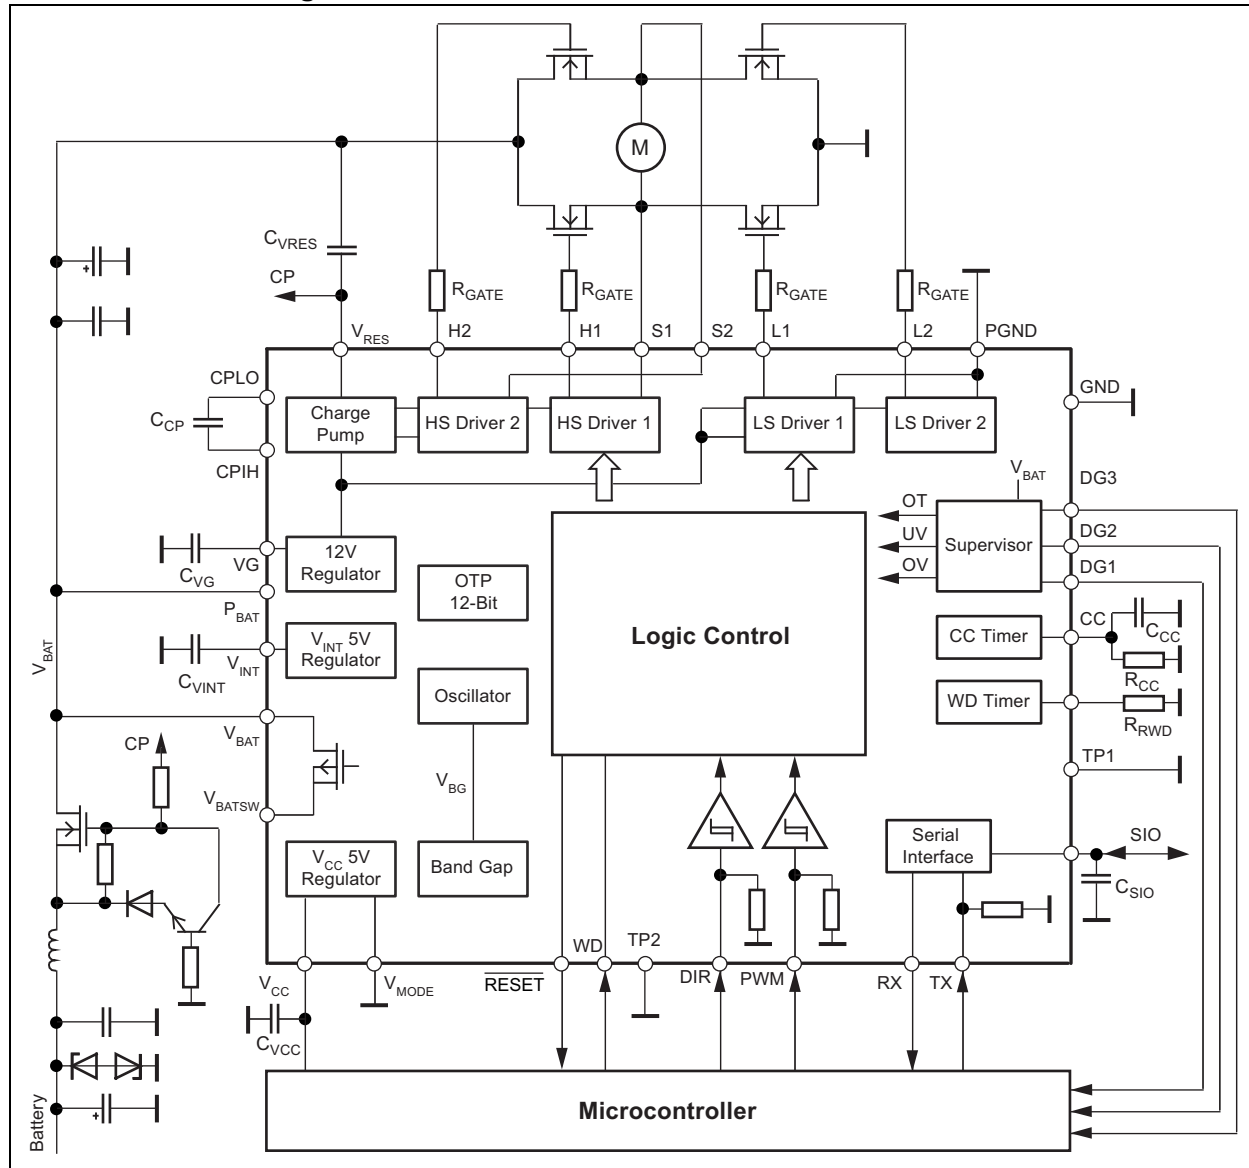 M
C_VRES
CP
R_GATE
R_GATE
R_GATE
R_GATE
V_RES
H2
H1
S1
S2
L1
L2
PGND
CPLO
C_CP
CPIH
GND
Charge
Pump
HS Driver 2
HS Driver 1
LS Driver 1
LS Driver 2
V_BAT
DG3
OT
UV
OV
Supervisor
DG2
DG1
VG
C_VG
12V
Regulator
OTP
12-Bit
P_BAT
Logic Control
CC Timer
CC
C_CC
R_CC
V_BAT
C_VINT
V_INT
V_INT 5V
Regulator
Oscillator
WD Timer
R_RWD
CP
V_BAT
V_BG
TP1
V_BATSW
V_CC 5V
Regulator
Band Gap
Serial
Interface
SIO
C_SIO
V_CC
V_MODE
RESET
WD
TP2
DIR
PWM
RX
TX
C_VCC
Microcontroller
Battery